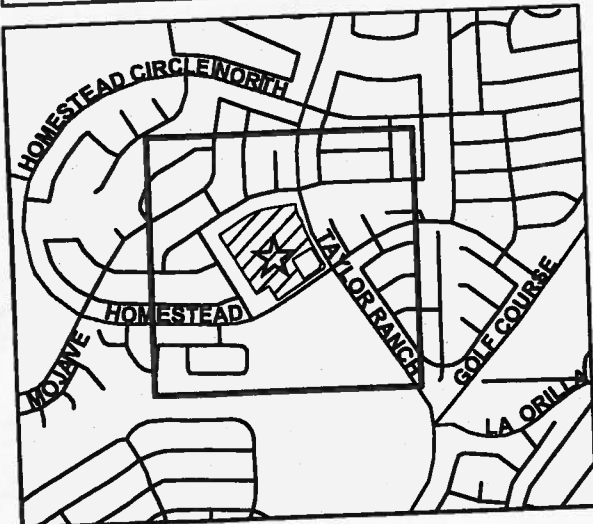 HOMESTEAD CIRCLE NORTH
TAYLOR RANCH
HOMESTEAD
GOLF COURSE
MOJAVE
LA ORILLA